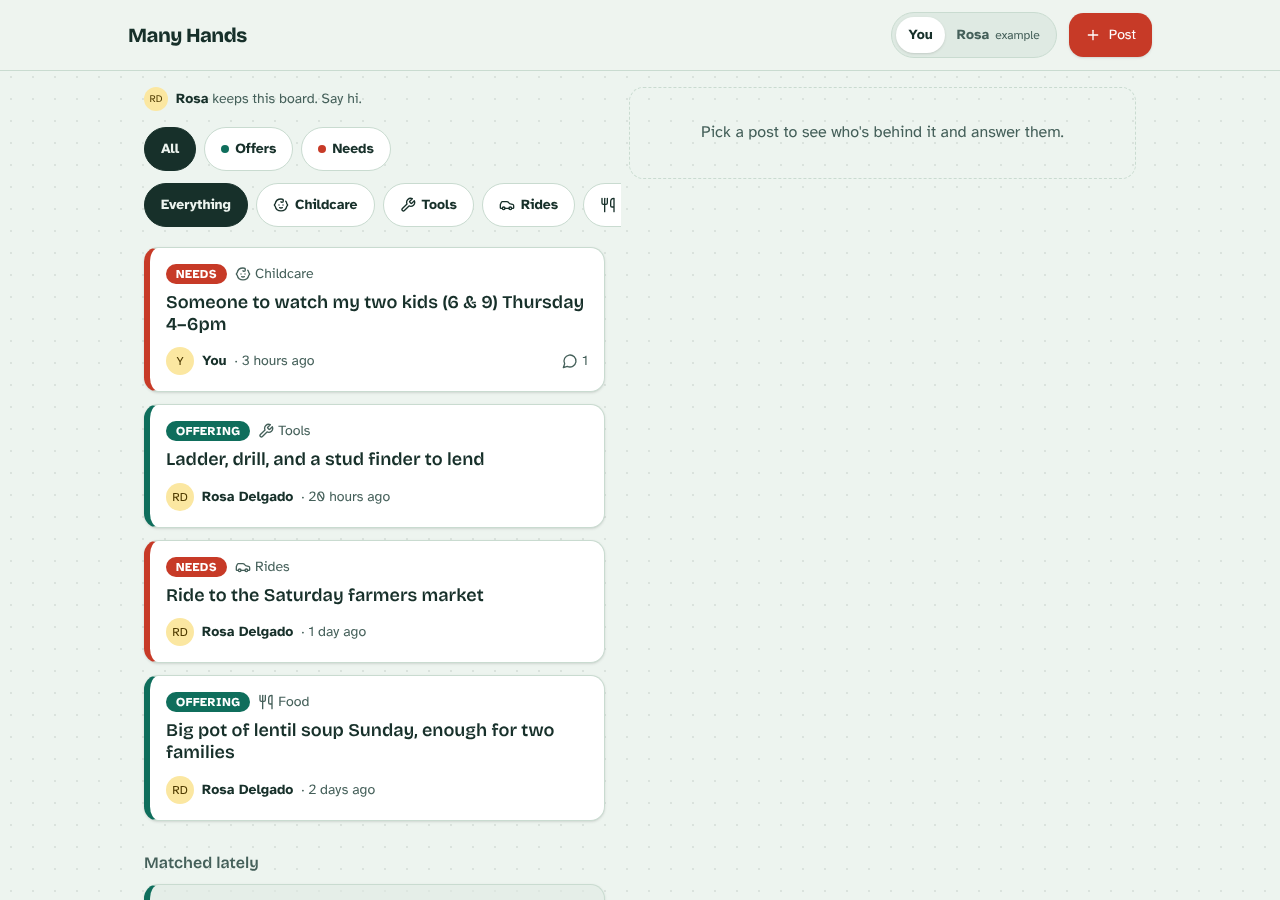 Many Hands
You
Rosa example
Post
RD
Rosa keeps this board. Say hi.
Pick a post to see who's behind it and answer them.
All
Offers
Needs
Everything
Childcare
Tools
Rides
NEEDS
Childcare
Someone to watch my two kids (6 & 9) Thursday
4–6pm
Y
You · 3 hours ago
1
OFFERING
Tools
Ladder, drill, and a stud finder to lend
RD
Rosa Delgado · 20 hours ago
NEEDS
Rides
Ride to the Saturday farmers market
RD
Rosa Delgado · 1 day ago
OFFERING
Food
Big pot of lentil soup Sunday, enough for two
families
RD
Rosa Delgado · 2 days ago
Matched lately